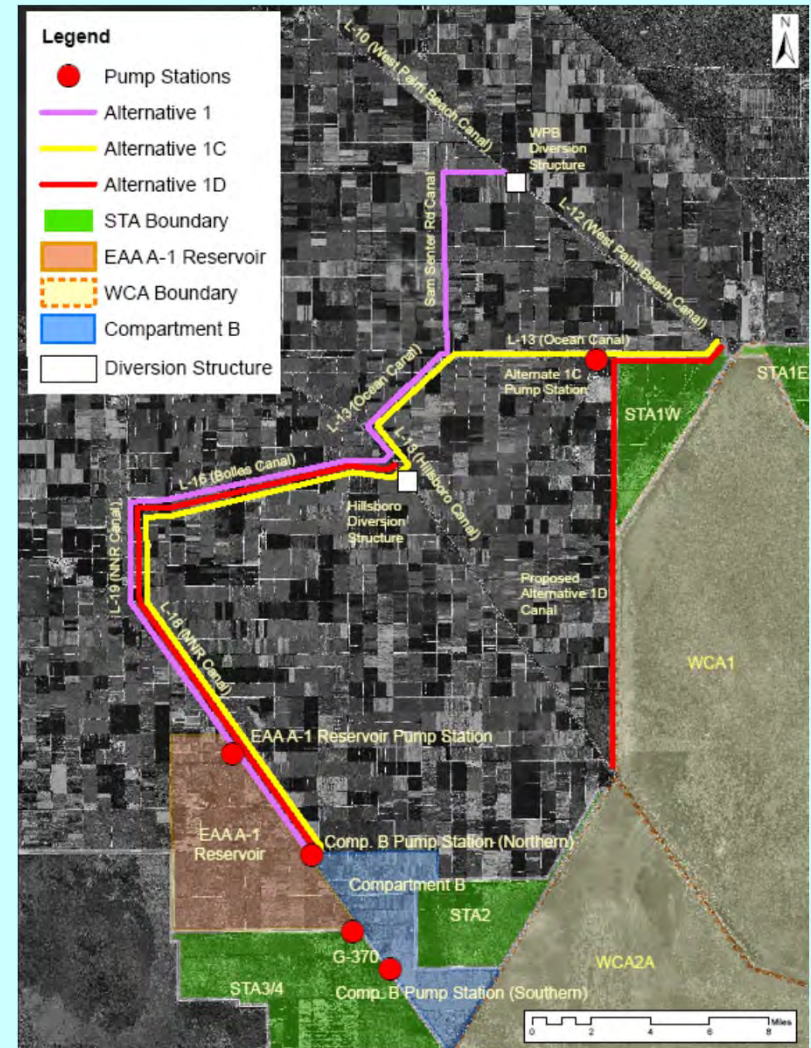 Legend
Pump Stations
Alternative 1
Alternative 1C
Alternative 1D
STA Boundary
EAA A-1 Reservoir
WCA Boundary
Compartment B
Diversion Structure
N
L-10 (West Palm Beach Canal)
WPB
Diversion
Structure
Sam Senter Rd Canal
L-12 (West Palm Beach Canal)
L-13 (Ocean Canal)
L-13 (Ocean Canal)
Alternate 1C
Pump Station
STA1E
STA1W
L-13 (Hillsboro Canal)
L-16 (Bolles Canal)
Hillsboro
Diversion
Structure
L-19 (NNR Canal)
Proposed
Alternative 1D
Canal
L-18 (NNR Canal)
WCA1
EAA A-1 Reservoir Pump Station
EAA A-1
Reservoir
Comp. B Pump Station (Northern)
Compartment B
STA2
G-370
WCA2A
STA3/4
Comp. B Pump Station (Southern)
Miles
0 2 4 6 8